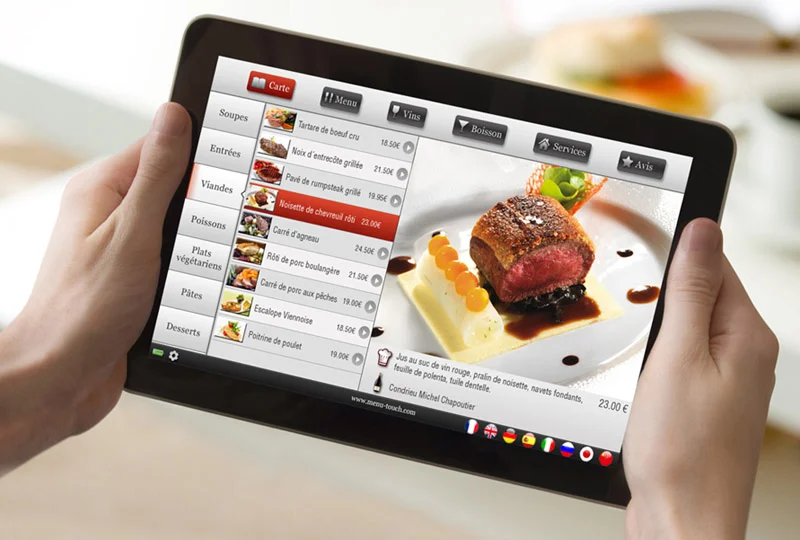 Carte
Menu
Vins
Boisson
Services
Avis
Soupes
Entrées
Viandes
Poissons
Plats
végétariens
Pâtes
Desserts
Tartare de boeuf cru 18.50€
Noix d'entrecôte grillée 21.50€
Pavé de rumpsteak grillé 19.95€
Noisette de chevreuil rôti 23.00€
Carré d'agneau 24.50€
Rôti de porc boulangère 21.50€
Carré de porc aux pêches 19.00€
Escalope Viennoise 18.50€
Poitrine de poulet 19.00€
Jus au suc de vin rouge, pralin de noisette, navets fondants,
feuille de polenta, tuile dentelle.
Condrieu Michel Chapoutier
23.00 €
www.menu-touch.com